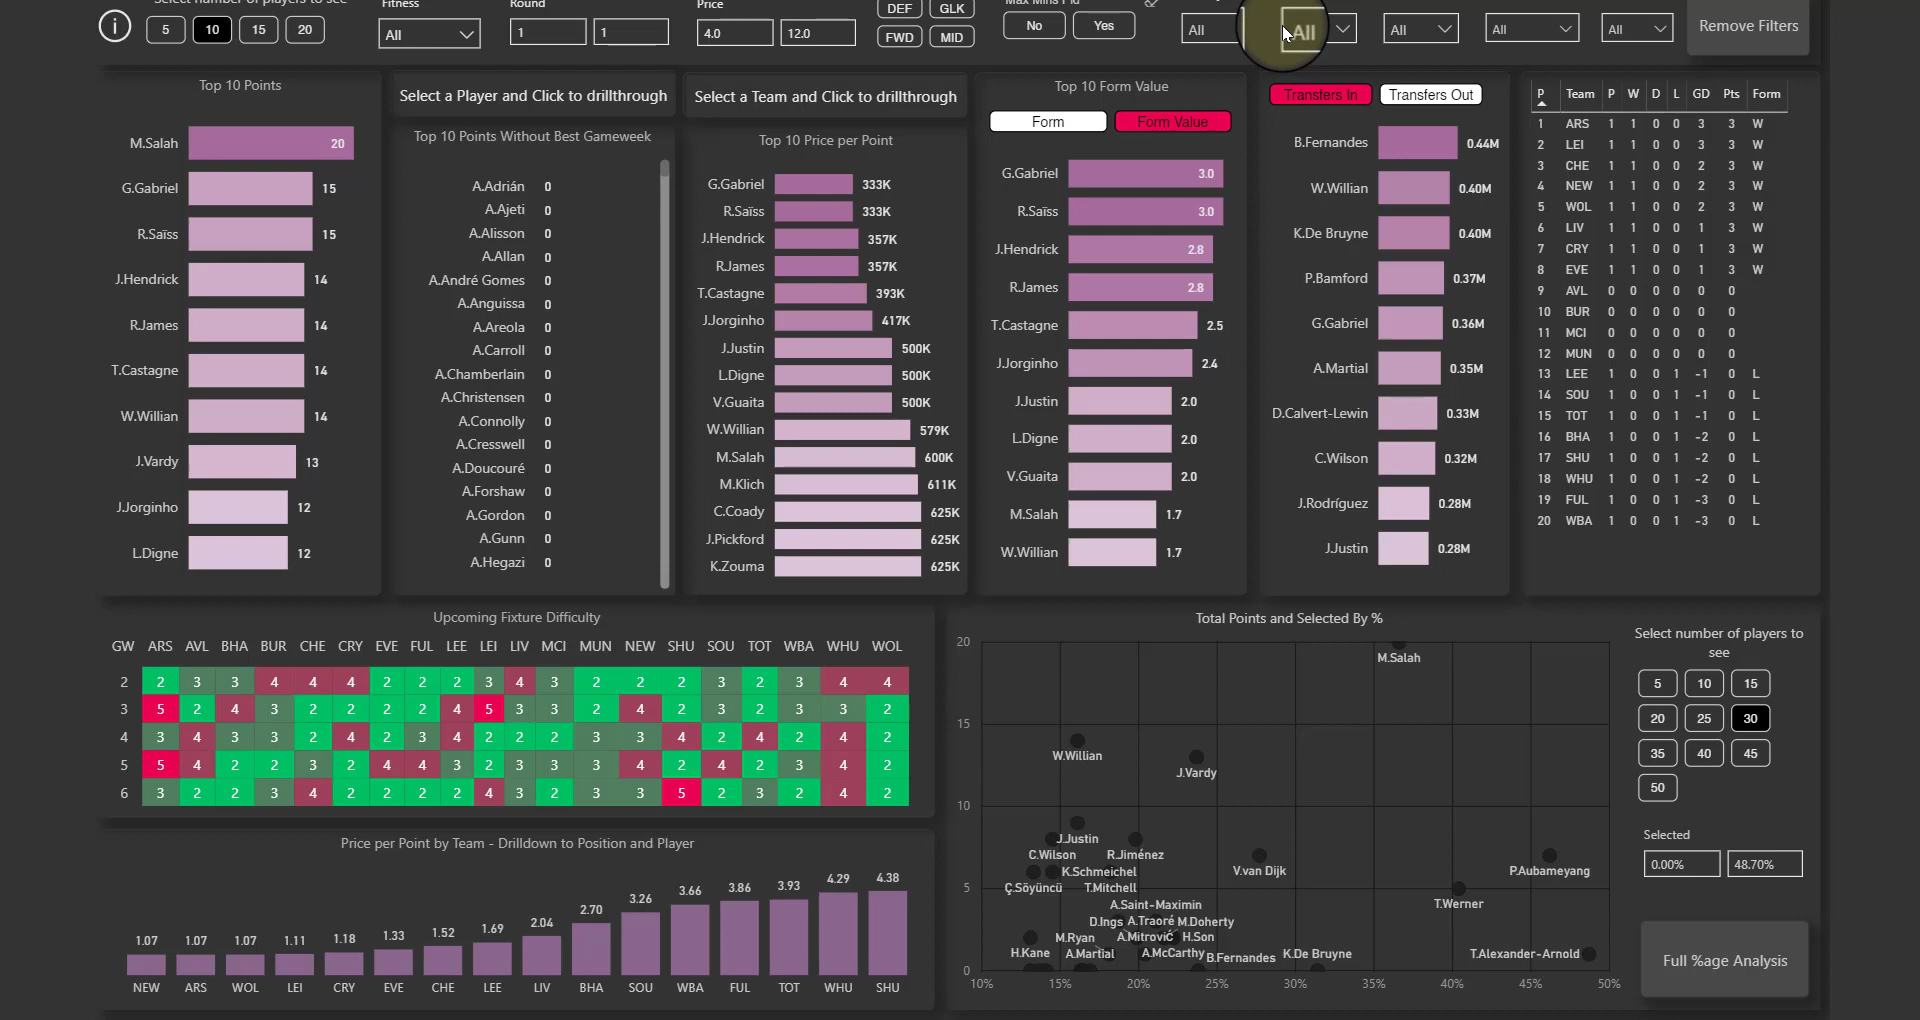 Select number of players to see
5
10
15
20
Fitness
All
Round
1
1
Price
4.0
12.0
DEF
GLK
FWD
MID
Max Mins Pld
No
Yes
All
All
All
All
All
Remove Filters
Top 10 Points
M.Salah 20
G.Gabriel 15
R.Saïss 15
J.Hendrick 14
R.James 14
T.Castagne 14
W.Willian 14
J.Vardy 13
J.Jorginho 12
L.Digne 12
Select a Player and Click to drillthrough
Top 10 Points Without Best Gameweek
A.Adrián 0
A.Ajeti 0
A.Alisson 0
A.Allan 0
A.André Gomes 0
A.Anguissa 0
A.Areola 0
A.Carroll 0
A.Chamberlain 0
A.Christensen 0
A.Connolly 0
A.Cresswell 0
A.Doucouré 0
A.Forshaw 0
A.Gordon 0
A.Gunn 0
A.Hegazi 0
Select a Team and Click to drillthrough
Top 10 Price per Point
G.Gabriel 333K
R.Saïss 333K
J.Hendrick 357K
R.James 357K
T.Castagne 393K
J.Jorginho 417K
J.Justin 500K
L.Digne 500K
V.Guaita 500K
W.Willian 579K
M.Salah 600K
M.Klich 611K
C.Coady 625K
J.Pickford 625K
K.Zouma 625K
Top 10 Form Value
Form
Form Value
G.Gabriel 3.0
R.Saïss 3.0
J.Hendrick 2.8
R.James 2.8
T.Castagne 2.5
J.Jorginho 2.4
J.Justin 2.0
L.Digne 2.0
V.Guaita 2.0
M.Salah 1.7
W.Willian 1.7
Transfers In
Transfers Out
B.Fernandes 0.44M
W.Willian 0.40M
K.De Bruyne 0.40M
P.Bamford 0.37M
G.Gabriel 0.36M
A.Martial 0.35M
D.Calvert-Lewin 0.33M
C.Wilson 0.32M
J.Rodríguez 0.28M
J.Justin 0.28M
P Team P W D L GD Pts Form
1 ARS 1 1 0 0 3 3 W
2 LEI 1 1 0 0 3 3 W
3 CHE 1 1 0 0 2 3 W
4 NEW 1 1 0 0 2 3 W
5 WOL 1 1 0 0 2 3 W
6 LIV 1 1 0 0 1 3 W
7 CRY 1 1 0 0 1 3 W
8 EVE 1 1 0 0 1 3 W
9 AVL 0 0 0 0 0 0
10 BUR 0 0 0 0 0 0
11 MCI 0 0 0 0 0 0
12 MUN 0 0 0 0 0 0
13 LEE 1 0 0 1 -1 0 L
14 SOU 1 0 0 1 -1 0 L
15 TOT 1 0 0 1 -1 0 L
16 BHA 1 0 0 1 -2 0 L
17 SHU 1 0 0 1 -2 0 L
18 WHU 1 0 0 1 -2 0 L
19 FUL 1 0 0 1 -3 0 L
20 WBA 1 0 0 1 -3 0 L
Upcoming Fixture Difficulty
GW ARS AVL BHA BUR CHE CRY EVE FUL LEE LEI LIV MCI MUN NEW SHU SOU TOT WBA WHU WOL
2 2 3 3 4 4 4 2 2 2 3 4 3 2 2 2 3 2 3 4 4
3 5 2 4 3 2 2 2 2 4 5 3 3 2 4 2 3 2 3 3 2
4 3 4 3 3 2 4 2 3 4 2 2 2 3 3 4 2 4 2 4 2
5 5 4 2 2 3 2 4 4 3 2 3 3 3 4 2 4 2 3 4 2
6 3 2 2 3 4 2 2 2 2 4 3 2 3 3 5 2 3 2 4 2
Price per Point by Team - Drilldown to Position and Player
1.07 1.07 1.07 1.11 1.18 1.33 1.52 1.69 2.04 2.70 3.26 3.66 3.86 3.93 4.29 4.38
NEW ARS WOL LEI CRY EVE CHE LEE LIV BHA SOU WBA FUL TOT WHU SHU
Total Points and Selected By %
20
M.Salah
15
W.Willian
J.Vardy
10
J.Justin
C.Wilson R.Jiménez
K.Schmeichel V.van Dijk P.Aubameyang
Ç.Söyüncü T.Mitchell
5
A.Saint-Maximin T.Werner
D.Ings A.Traoré M.Doherty
M.Ryan A.Mitrović H.Son
H.Kane A.Martial A.McCarthy B.Fernandes K.De Bruyne T.Alexander-Arnold
0
10% 15% 20% 25% 30% 35% 40% 45% 50%
Select number of players to
see
5 10 15
20 25 30
35 40 45
50
Selected
0.00% 48.70%
Full %age Analysis